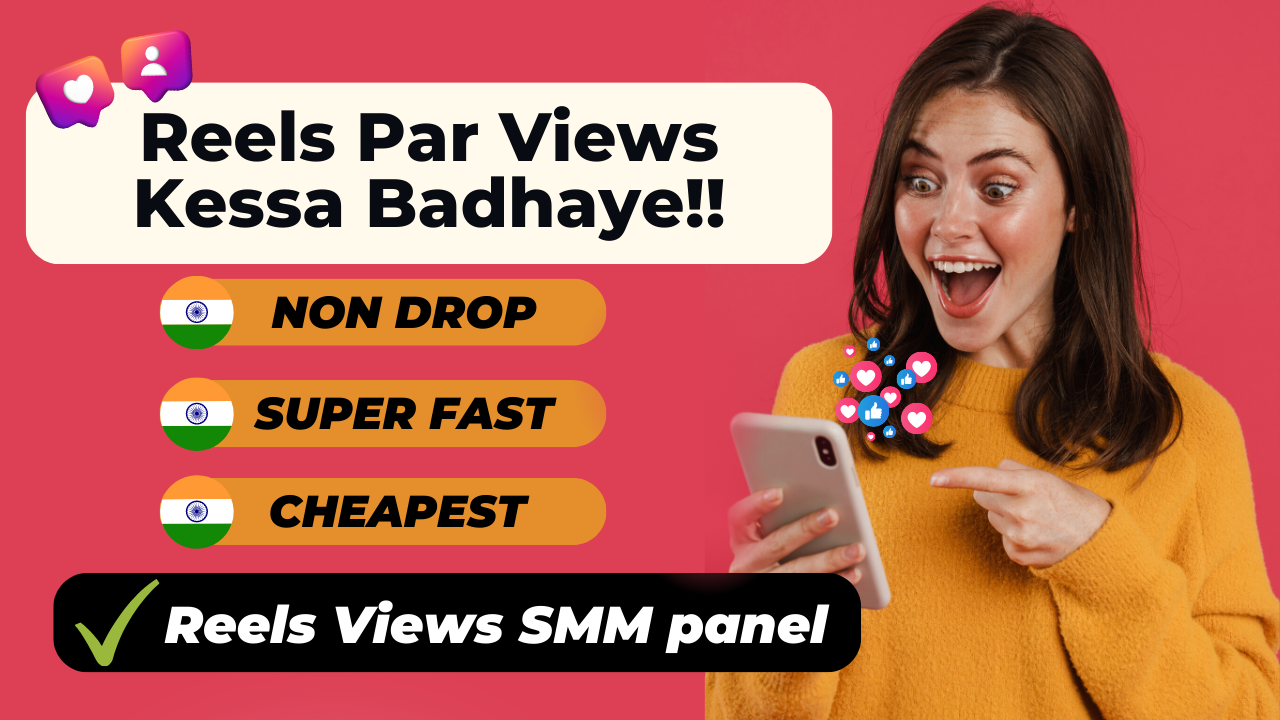 Reels Par Views
Kessa Badhaye!!
NON DROP
SUPER FAST
CHEAPEST
Reels Views SMM panel